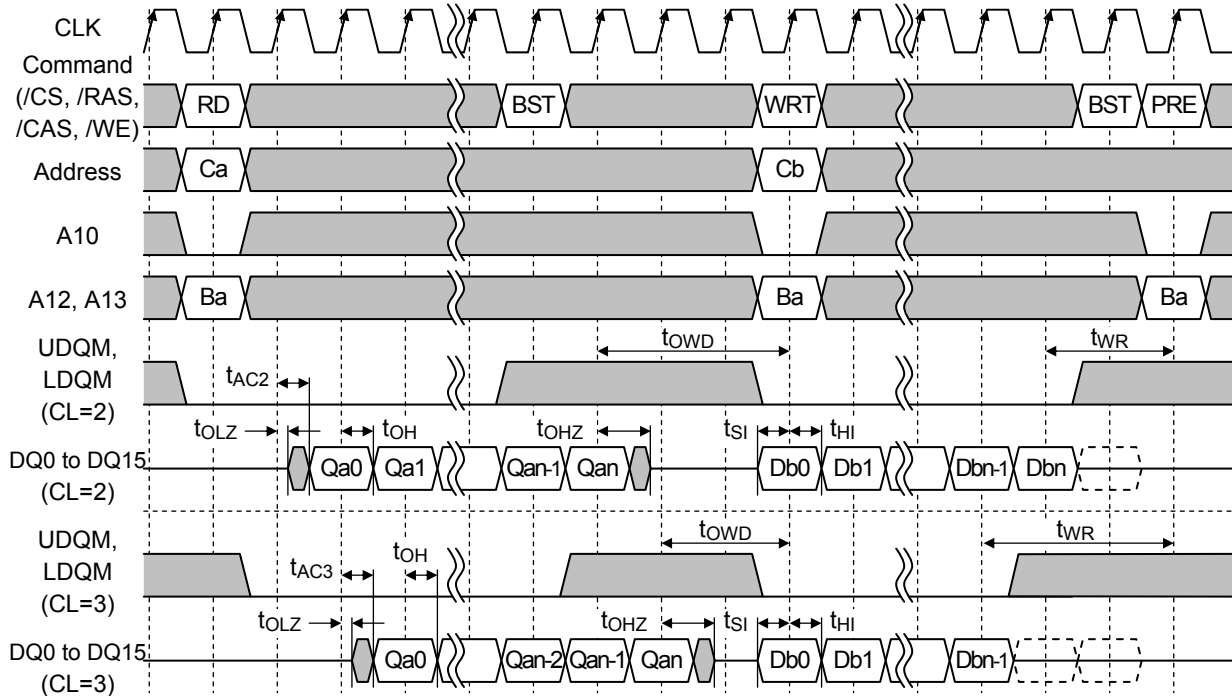 CLK
Command
(/CS, /RAS,
/CAS, /WE)
RD
BST
WRT
BST
PRE
Address
Ca
Cb
A10
A12, A13
Ba
Ba
Ba
UDQM,
LDQM
(CL=2)
tOWD
tWR
tAC2
tOLZ
tOH
tOHZ
tSI
tHI
DQ0 to DQ15
(CL=2)
Qa0
Qa1
Qan-1
Qan
Db0
Db1
Dbn-1
Dbn
UDQM,
LDQM
(CL=3)
tOWD
tWR
tAC3
tOH
tOLZ
tOHZ
tSI
tHI
DQ0 to DQ15
(CL=3)
Qa0
Qan-2
Qan-1
Qan
Db0
Db1
Dbn-1